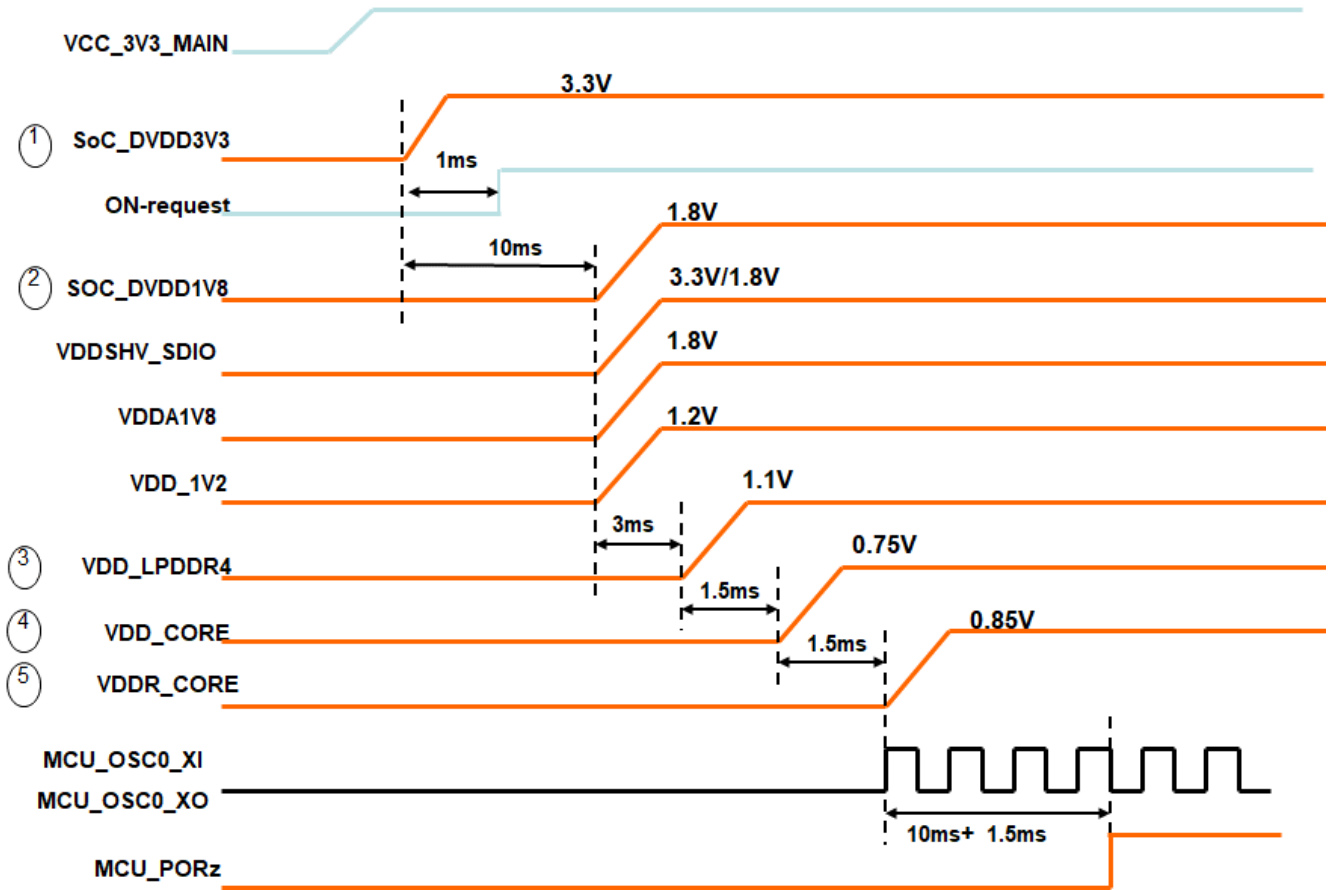 VCC_3V3_MAIN
3.3V
1 SoC_DVDD3V3
1ms
ON-request
1.8V
10ms
2 SOC_DVDD1V8
3.3V/1.8V
VDDSHV_SDIO
1.8V
VDDA1V8
1.2V
VDD_1V2
1.1V
3ms
3 VDD_LPDDR4
0.75V
1.5ms
4 VDD_CORE
0.85V
1.5ms
5 VDDR_CORE
MCU_OSC0_XI
MCU_OSC0_XO
10ms+ 1.5ms
MCU_PORz